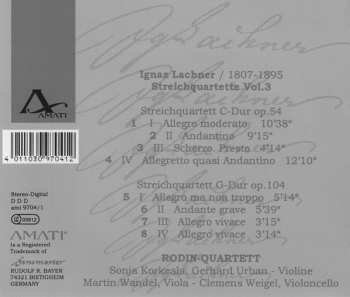 Lachner
AMATI
Ignaz Lachner / 1807-1895
Streichquartette Vol.3
Streichquartett C-Dur op.54
1 I Allegro moderato 10'38"
2 II Andantino 9'15"
3 III Scherzo. Presto 4'14"
4 IV Allegretto quasi Andantino 12'10"
Streichquartett G-Dur op.104
5 I Allegro ma non troppo 5'14"
6 II Andante grave 5'39"
7 III Allegro vivace 3'13"
8 IV Allegro vivace 3'14"
RODIN-QUARTETT
Sonja Korkeala, Gerhard Urban - Violine
Martin Wandel, Viola - Clemens Weigel, Violoncello
4 011030 970412
Stereo-Digital
D D D
ami 9704/1
AMATI
is a Registered
Trademark of
RUDOLF R. BAYER
74321 BIETIGHEIM
GERMANY